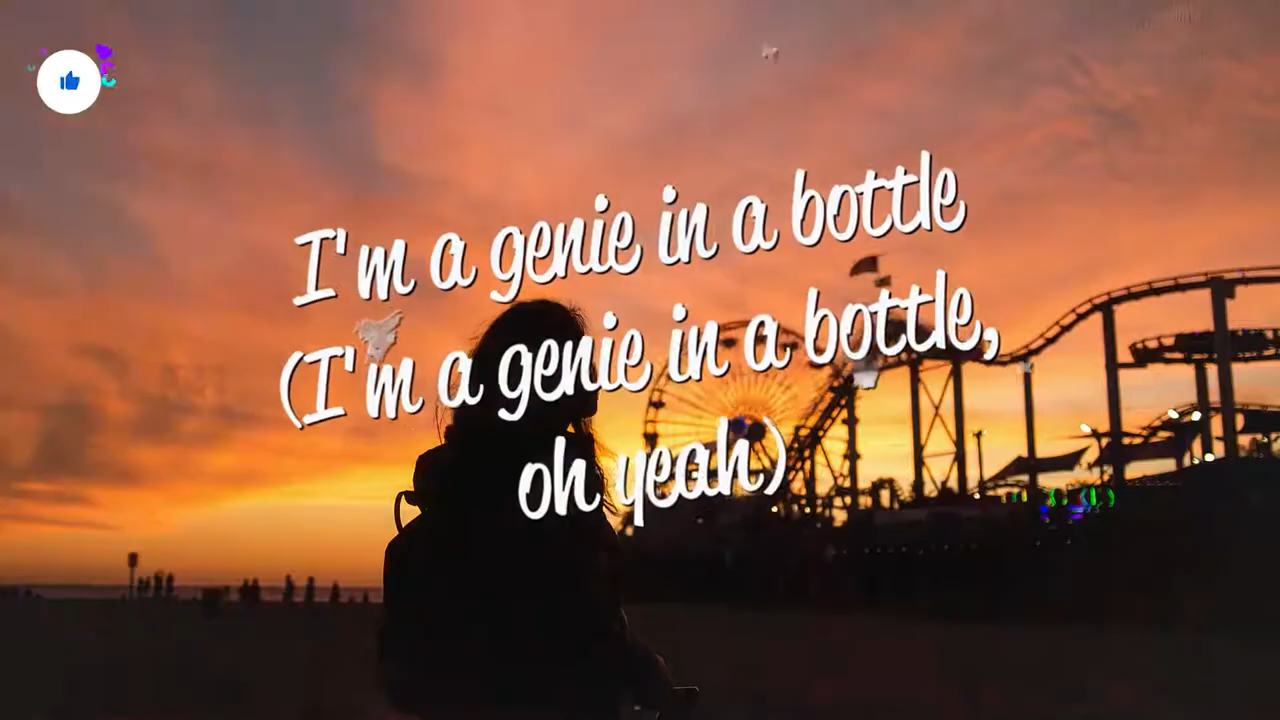 I'm a genie in a bottle
(I'm a genie in a bottle,
oh yeah)